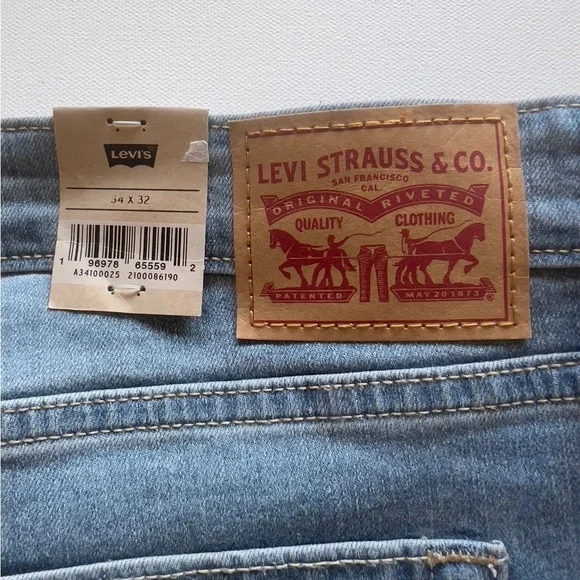 LEVI'S
34 X 32
1 96978 65559 2
A34100025 2100086190
LEVI STRAUSS & CO.
SAN FRANCISCO
CAL.
ORIGINAL RIVETED
QUALITY CLOTHING
PATENTED MAY 20 1873
®